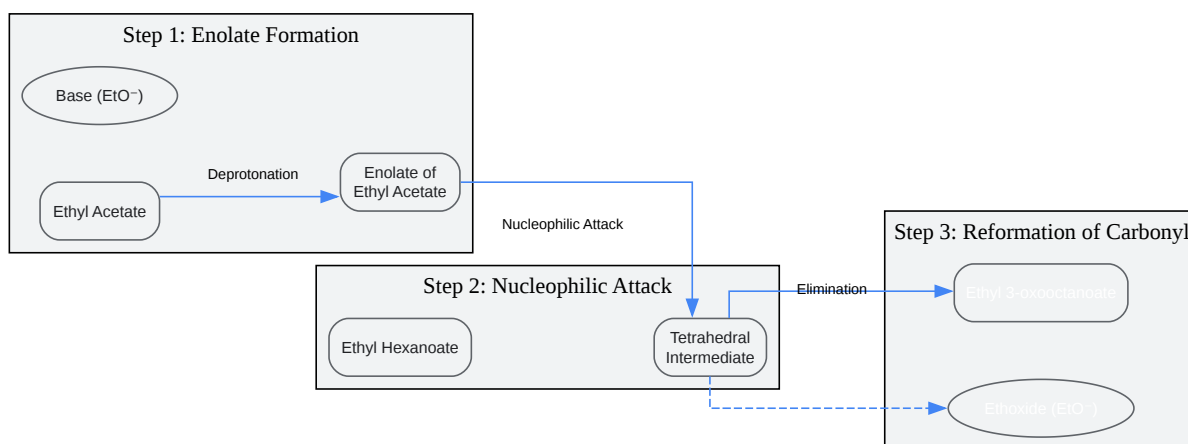 Step 1: Enolate Formation
Base (EtO⁻)
Deprotonation
Ethyl Acetate
Enolate of
Ethyl Acetate
Nucleophilic Attack
Step 2: Nucleophilic Attack
Ethyl Hexanoate
Tetrahedral
Intermediate
Elimination
Step 3: Reformation of Carbonyl
Ethyl 3-oxooctanoate
Ethoxide (EtO⁻)